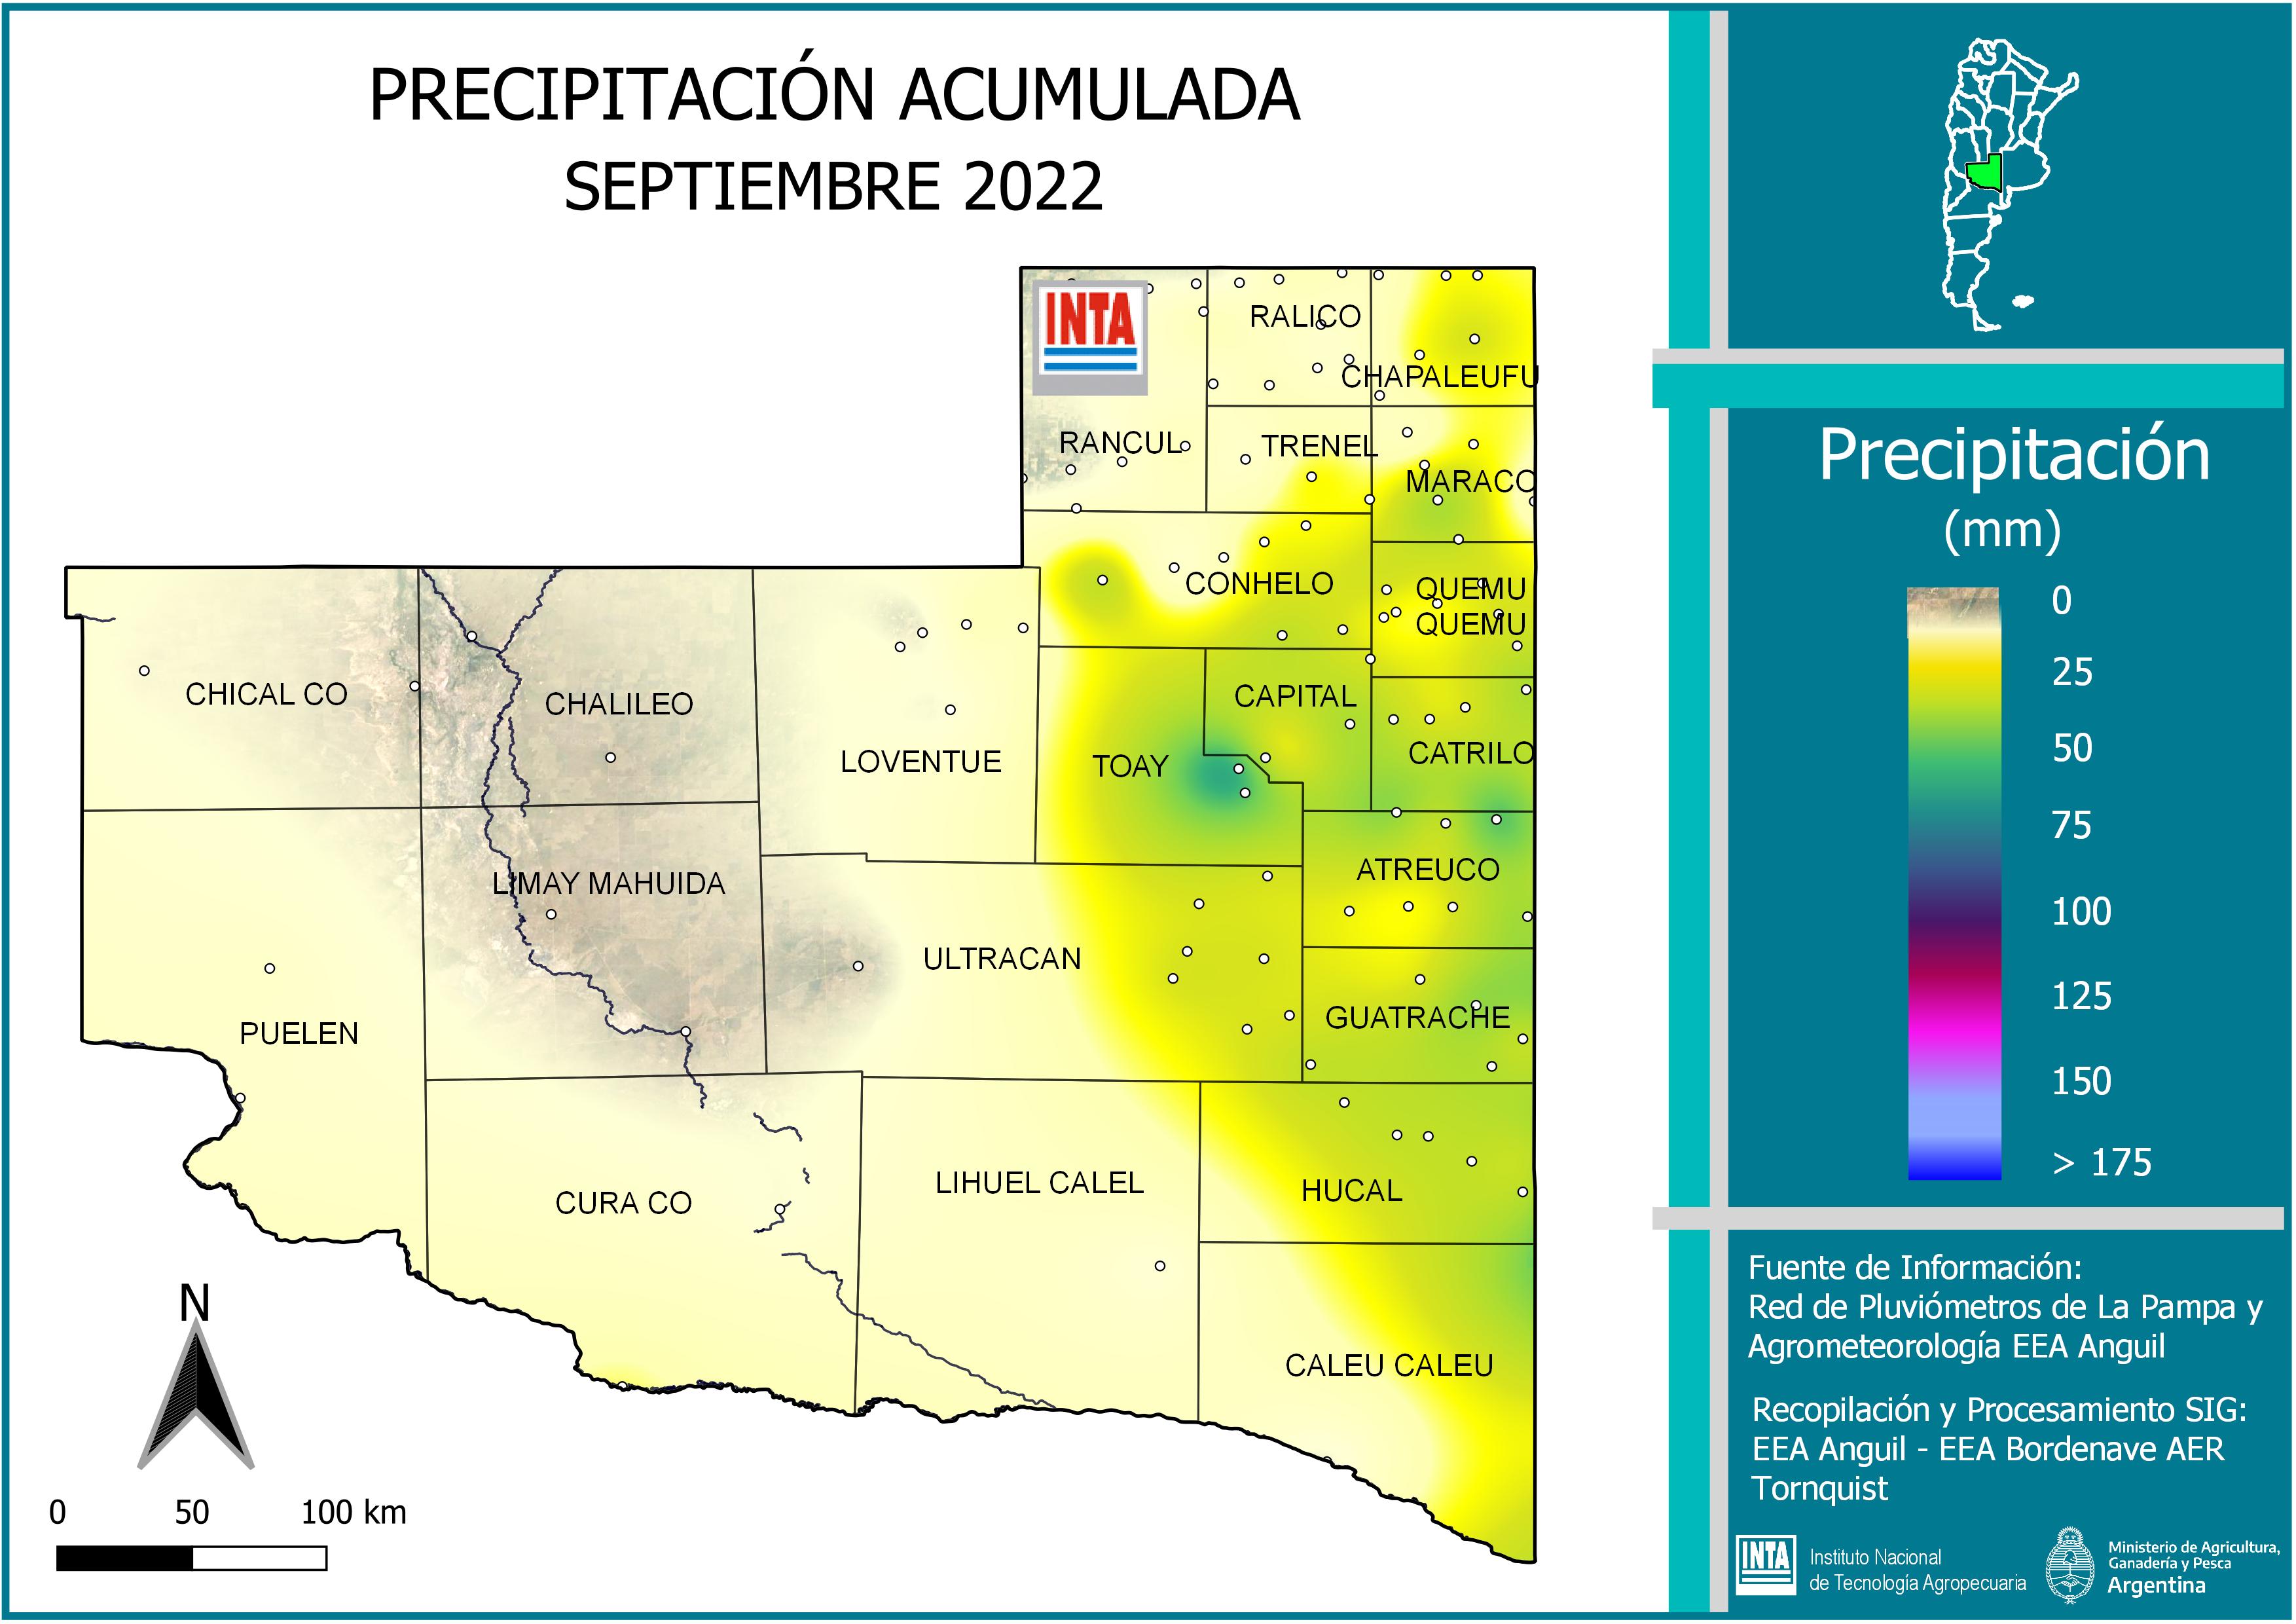 PRECIPITACIÓN ACUMULADA
SEPTIEMBRE 2022
INTA
RALICO
CHAPALEUFU
RANCUL
TRENEL
MARACO
CONHELO
QUEMU
QUEMU
CHICAL CO
CHALILEO
LOVENTUE
TOAY
CAPITAL
CATRILO
LIMAY MAHUIDA
ULTRACAN
ATREUCO
PUELEN
GUATRACHE
CURA CO
LIHUEL CALEL
HUCAL
CALEU CALEU
N
0 50 100 km
Precipitación
(mm)
0
25
50
75
100
125
150
> 175
Fuente de Información:
Red de Pluviómetros de La Pampa y
Agrometeorología EEA Anguil
Recopilación y Procesamiento SIG:
EEA Anguil - EEA Bordenave AER
Tornquist
INTA
Instituto Nacional
de Tecnología Agropecuaria
Ministerio de Agricultura,
Ganadería y Pesca
Argentina